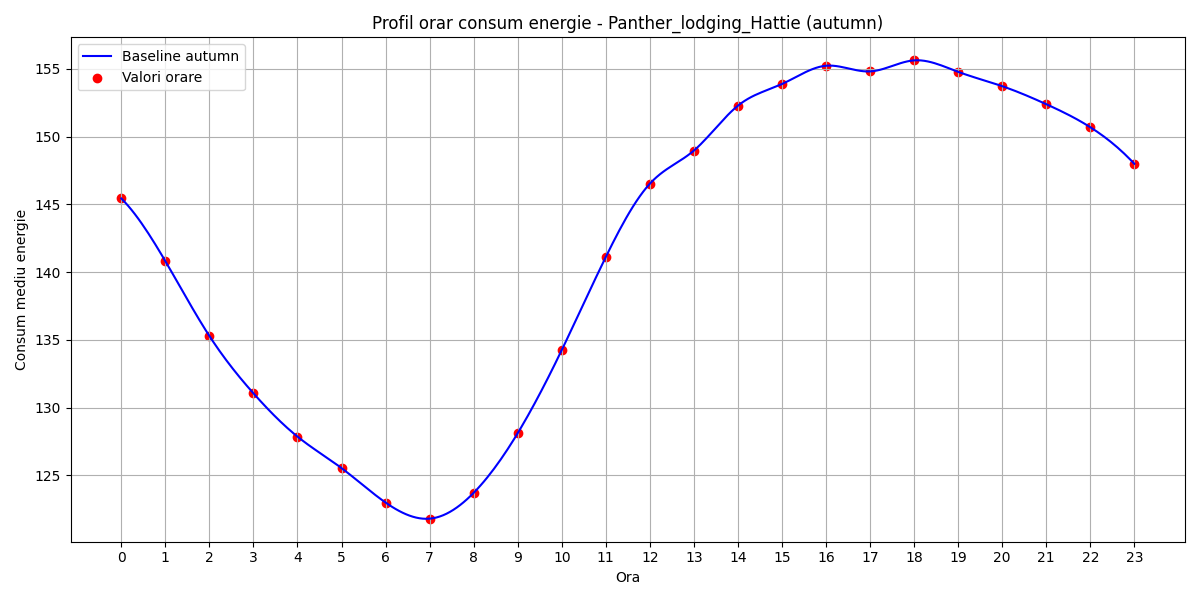 Profil orar consum energie - Panther_lodging_Hattie (autumn)
Baseline autumn
Valori orare
Consum mediu energie
155
150
145
140
135
130
125
0 1 2 3 4 5 6 7 8 9 10 11 12 13 14 15 16 17 18 19 20 21 22 23
Ora